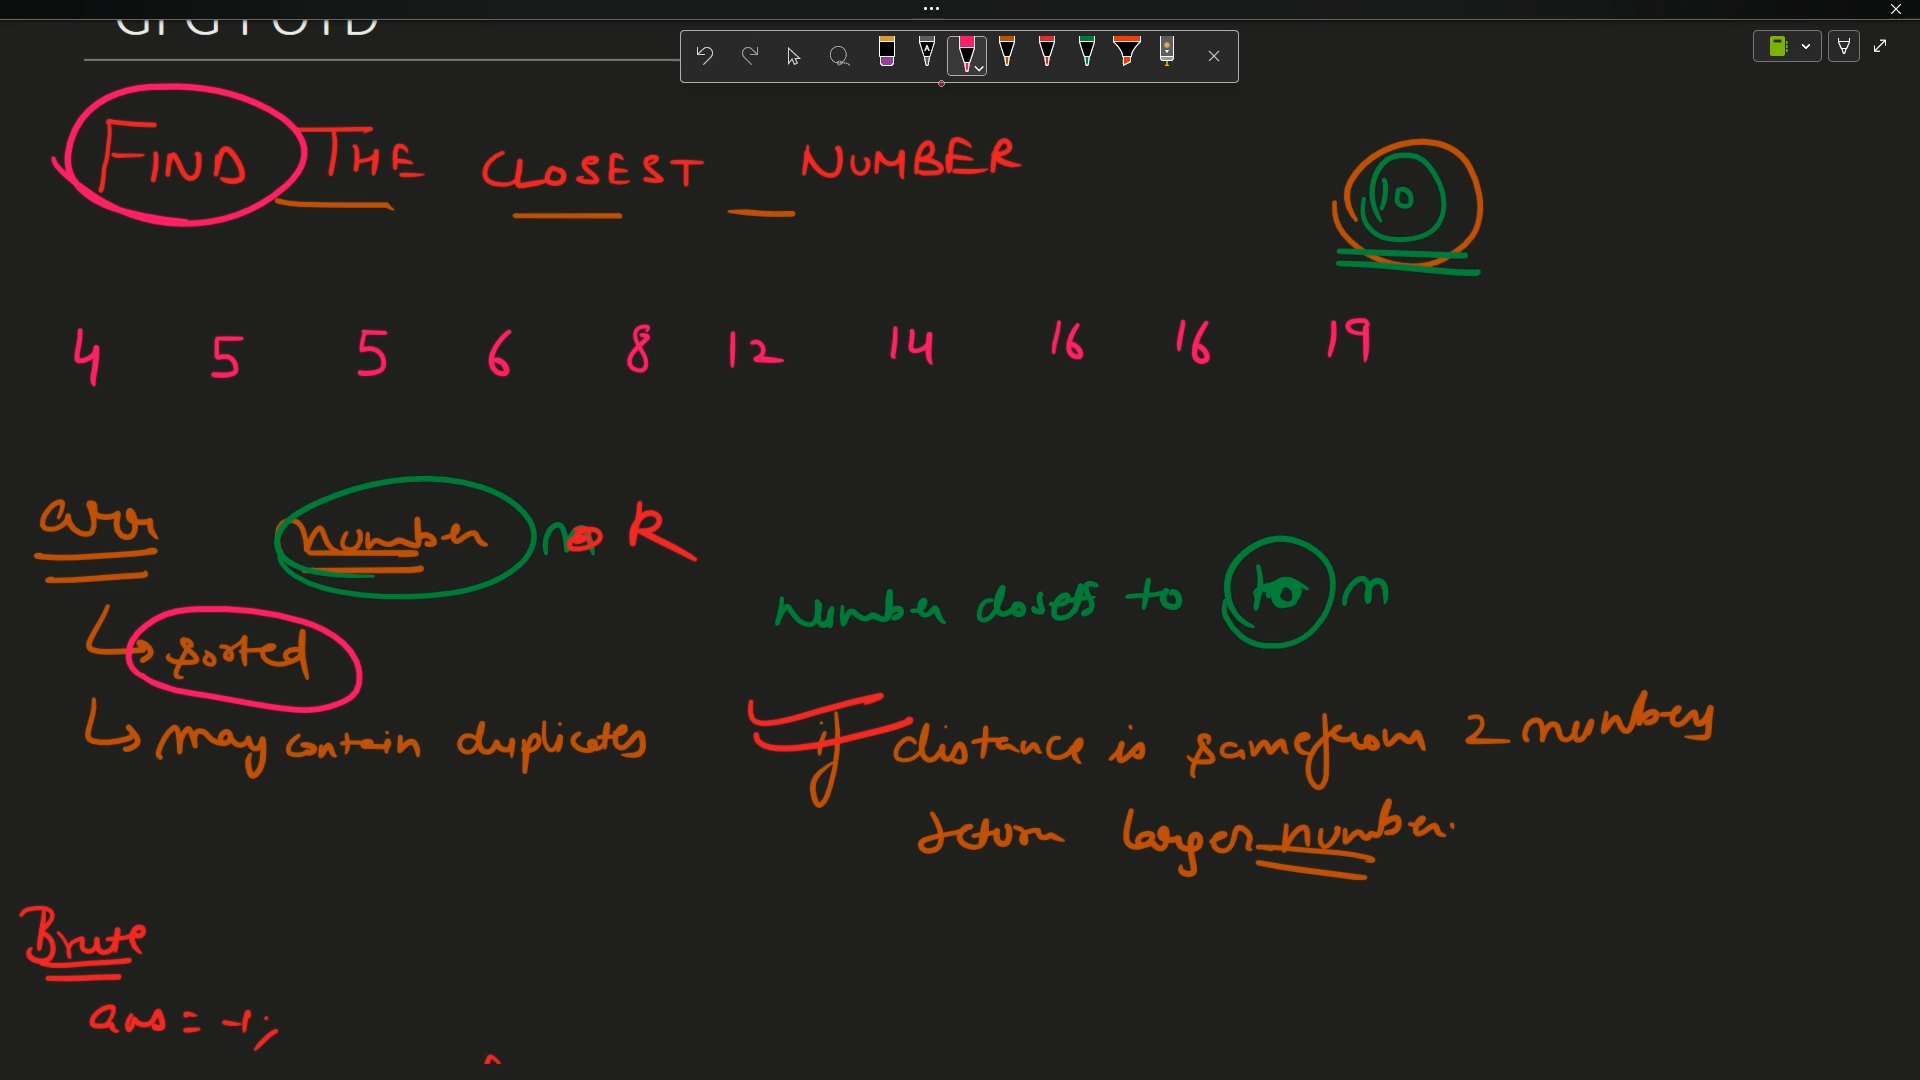 GFG POTD
FIND THE CLOSEST NUMBER
10
4 5 5 6 8 12 14 16 16 19
arr number K
Number closest to 10 n
sorted
may contain duplicates
if distance is same from 2 numbers
return larger number.
Brute
ans = -1;